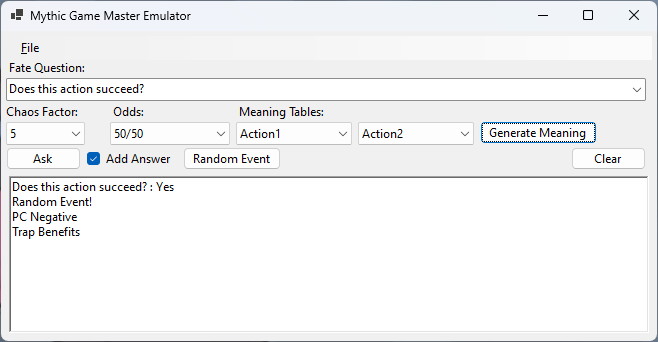 Mythic Game Master Emulator
File
Fate Question:
Does this action succeed?
Chaos Factor: Odds: Meaning Tables:
5 50/50 Action1 Action2 Generate Meaning
Ask Add Answer Random Event Clear
Does this action succeed? : Yes
Random Event!
PC Negative
Trap Benefits